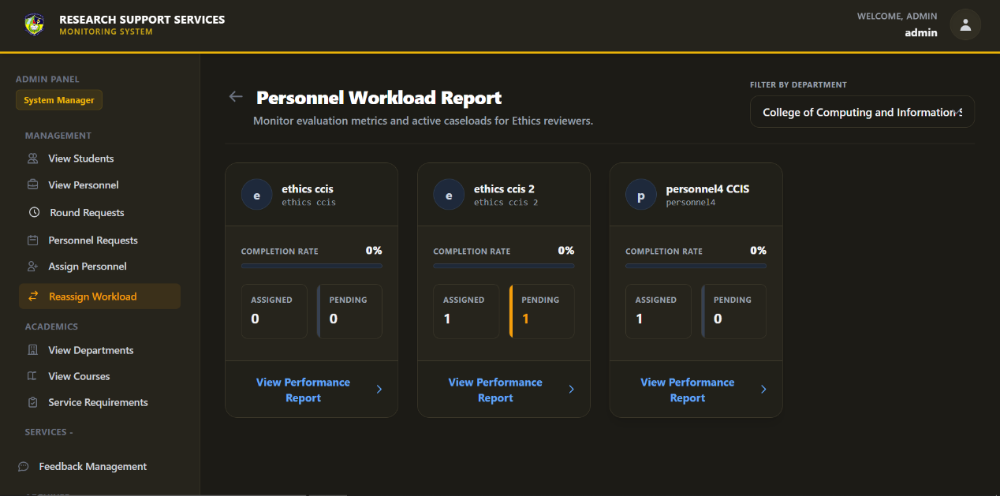 RESEARCH SUPPORT SERVICES
MONITORING SYSTEM
WELCOME, ADMIN
admin
ADMIN PANEL
System Manager
MANAGEMENT
View Students
View Personnel
Round Requests
Personnel Requests
Assign Personnel
Reassign Workload
ACADEMICS
View Departments
View Courses
Service Requirements
SERVICES -
Feedback Management
Personnel Workload Report
Monitor evaluation metrics and active caseloads for Ethics reviewers.
FILTER BY DEPARTMENT
College of Computing and Information
e
ethics ccis
ethics ccis
COMPLETION RATE 0%
ASSIGNED
0
PENDING
0
View Performance
Report
e
ethics ccis 2
ethics ccis 2
COMPLETION RATE 0%
ASSIGNED
1
PENDING
1
View Performance
Report
p
personnel4 CCIS
personnel4
COMPLETION RATE 0%
ASSIGNED
1
PENDING
0
View Performance
Report